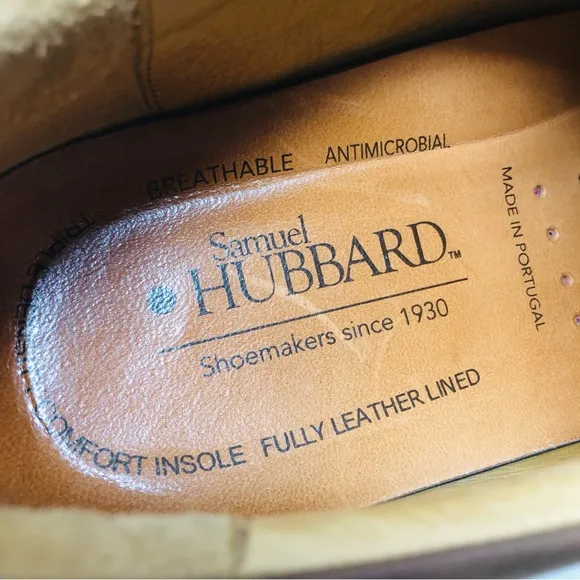 BREATHABLE ANTIMICROBIAL
Samuel
HUBBARD™
Shoemakers since 1930
COMFORT INSOLE FULLY LEATHER LINED
MADE IN PORTUGAL